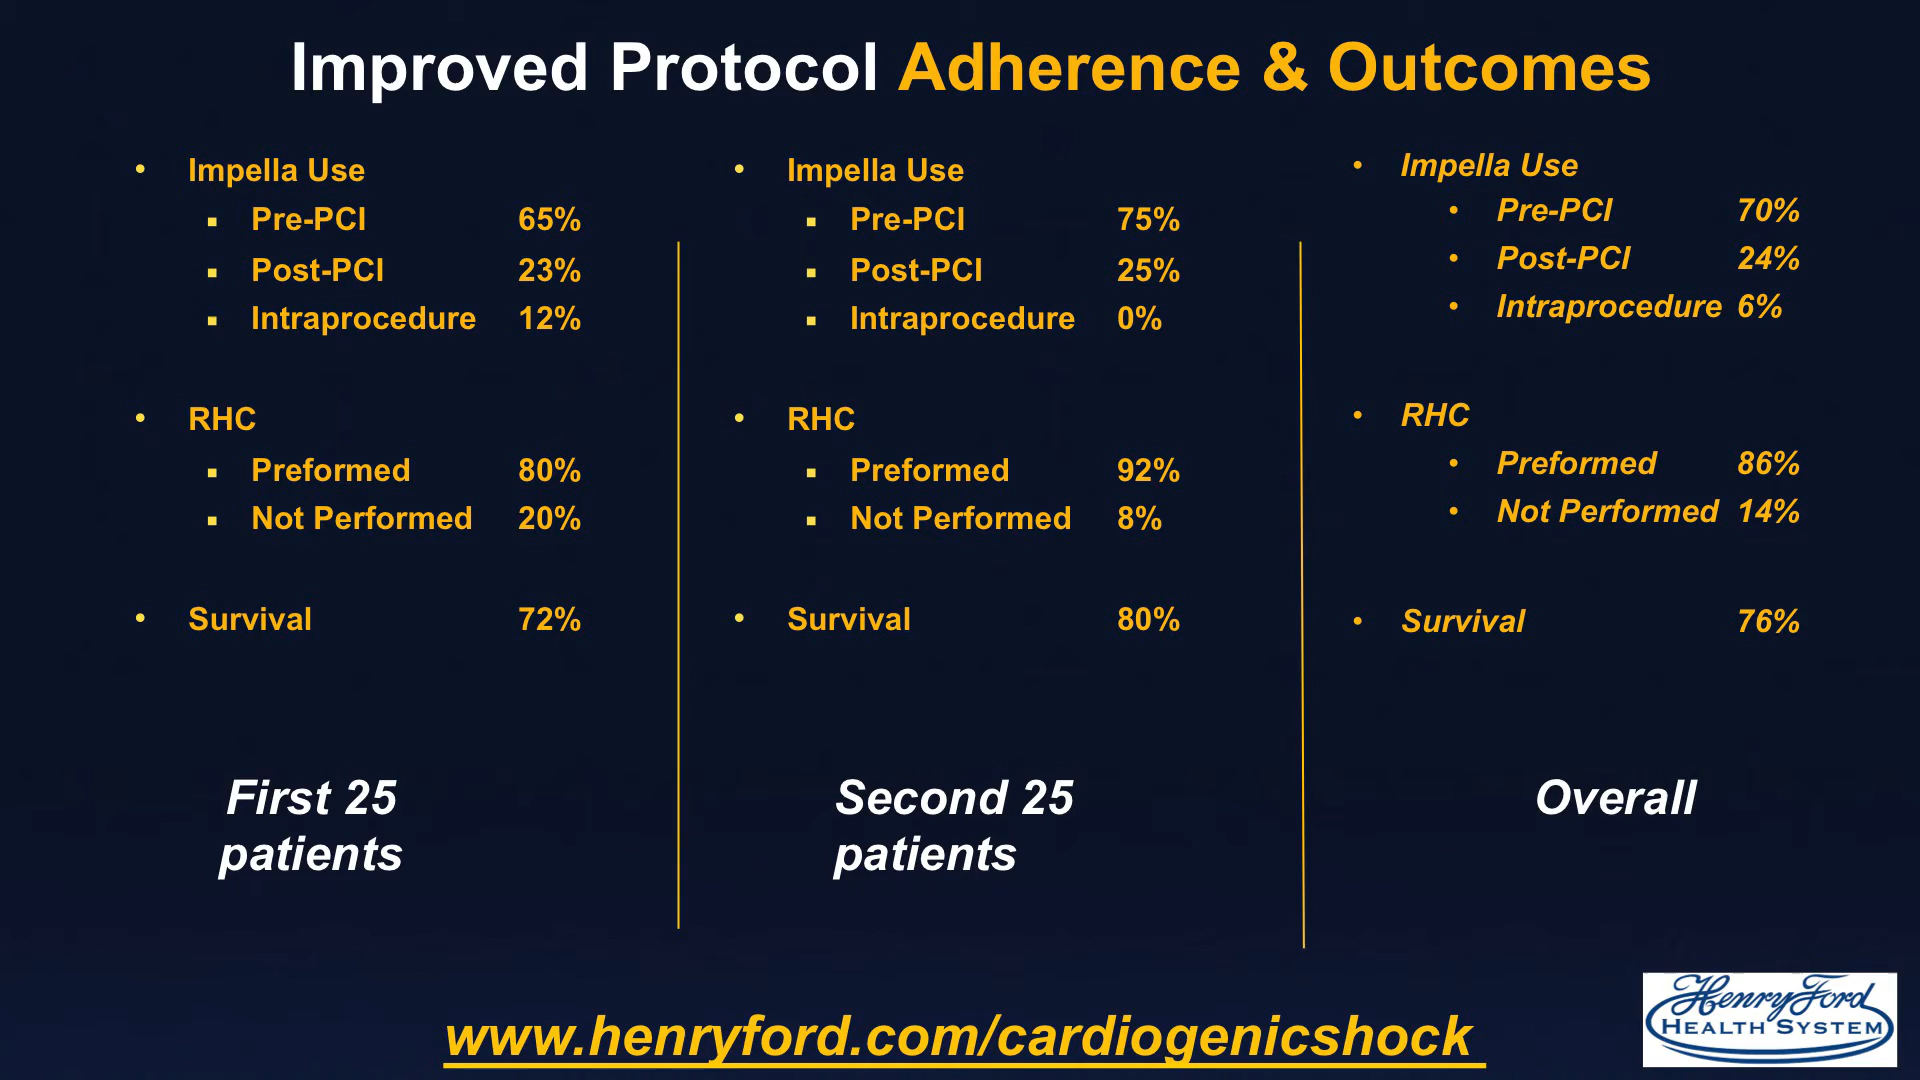 Improved Protocol Adherence & Outcomes
• Impella Use
▪ Pre-PCI 65%
▪ Post-PCI 23%
▪ Intraprocedure 12%
• RHC
▪ Preformed 80%
▪ Not Performed 20%
• Survival 72%
First 25
patients
• Impella Use
▪ Pre-PCI 75%
▪ Post-PCI 25%
▪ Intraprocedure 0%
• RHC
▪ Preformed 92%
▪ Not Performed 8%
• Survival 80%
Second 25
patients
• Impella Use
• Pre-PCI 70%
• Post-PCI 24%
• Intraprocedure 6%
• RHC
• Preformed 86%
• Not Performed 14%
• Survival 76%
Overall
www.henryford.com/cardiogenicshock
Henry Ford
HEALTH SYSTEM